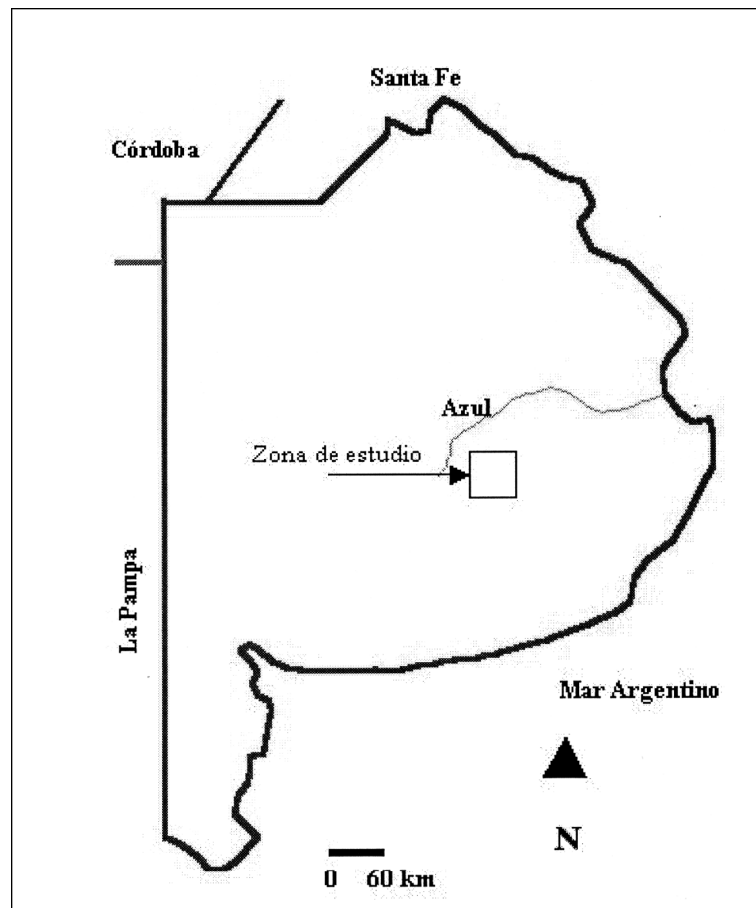 Santa Fe
Córdoba
Azul
Zona de estudio
La Pampa
Mar Argentino
N
0 60 km